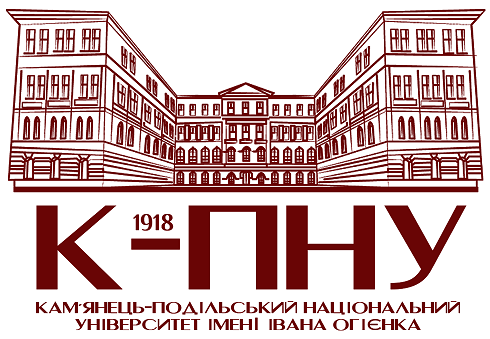 1918
К-ПНУ
КАМ'ЯНЕЦЬ-ПОДІЛЬСЬКИЙ НАЦІОНАЛЬНИЙ
УНІВЕРСИТЕТ ІМЕНІ ІВАНА ОГІЄНКА